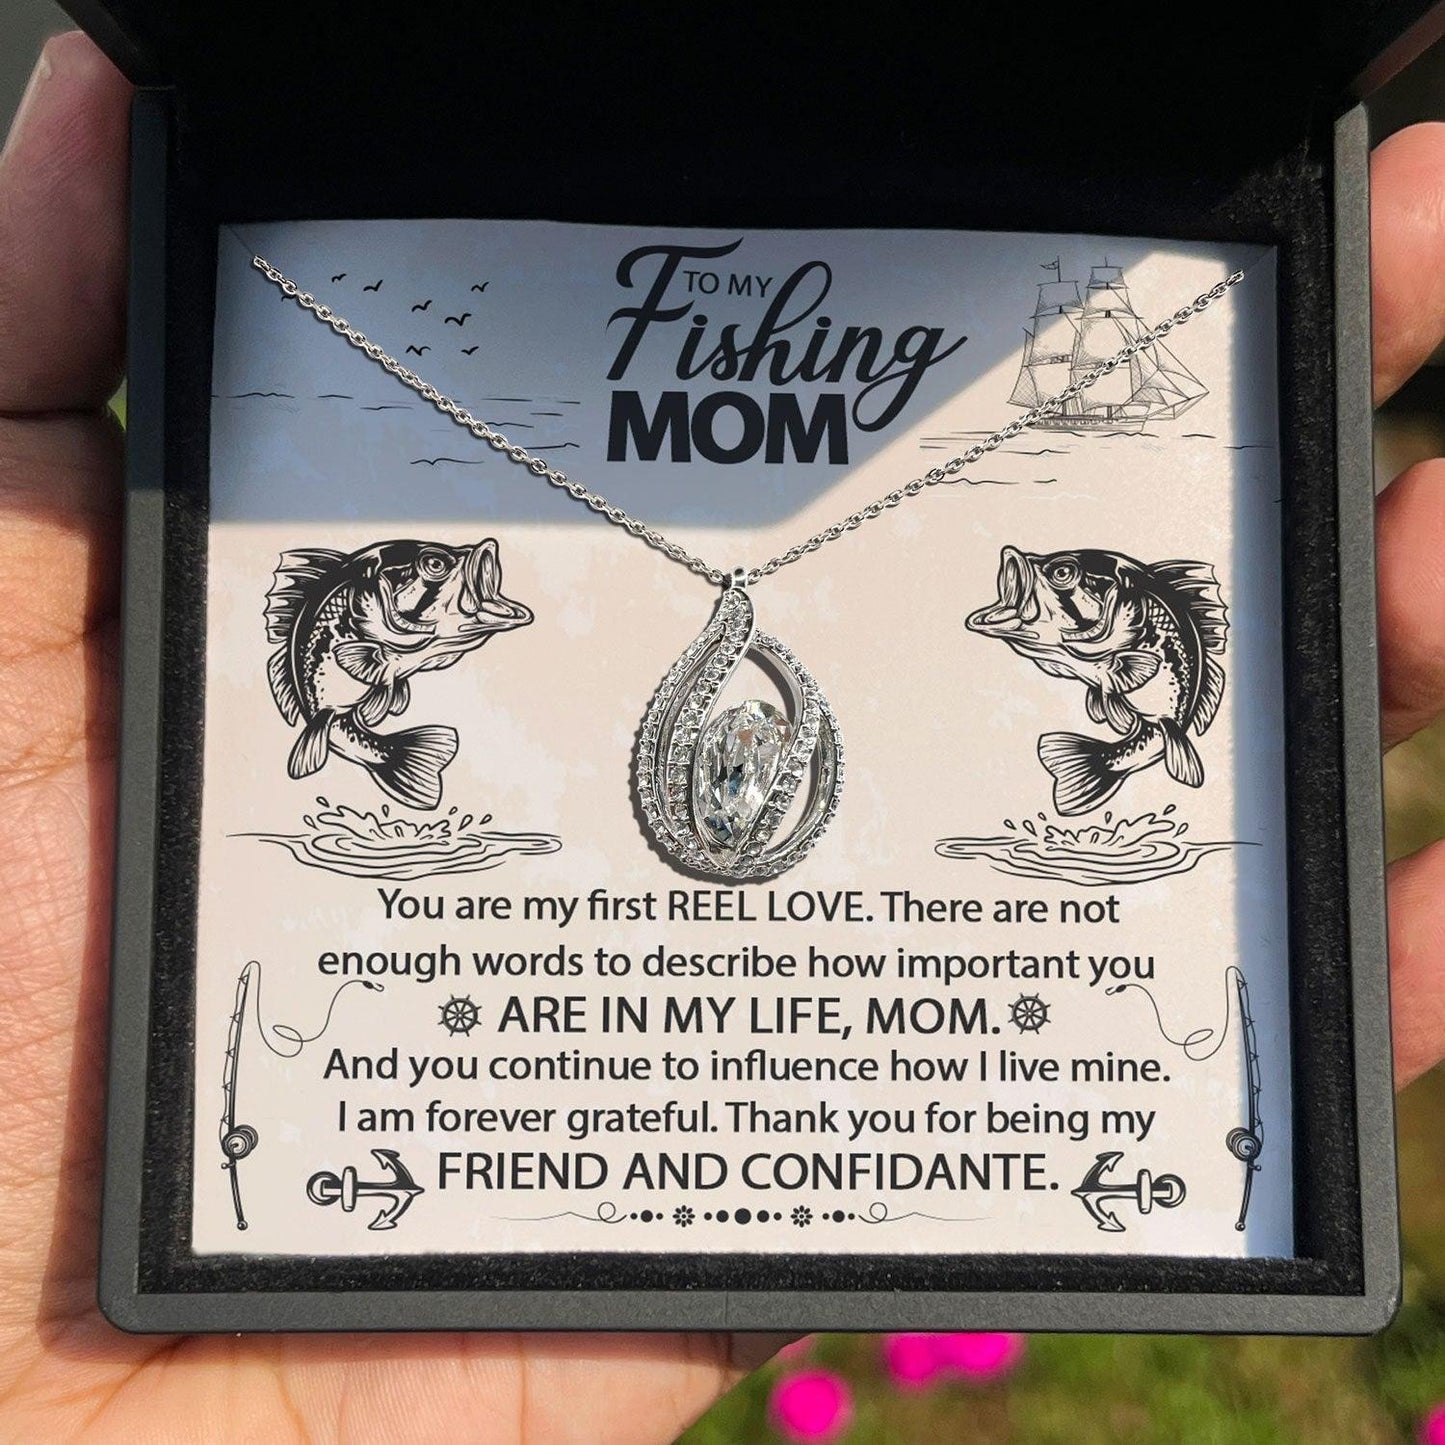 TO MY
Fishing
MOM
You are my first REEL LOVE. There are not
enough words to describe how important you
ARE IN MY LIFE, MOM.
And you continue to influence how I live mine.
I am forever grateful. Thank you for being my
FRIEND AND CONFIDANTE.